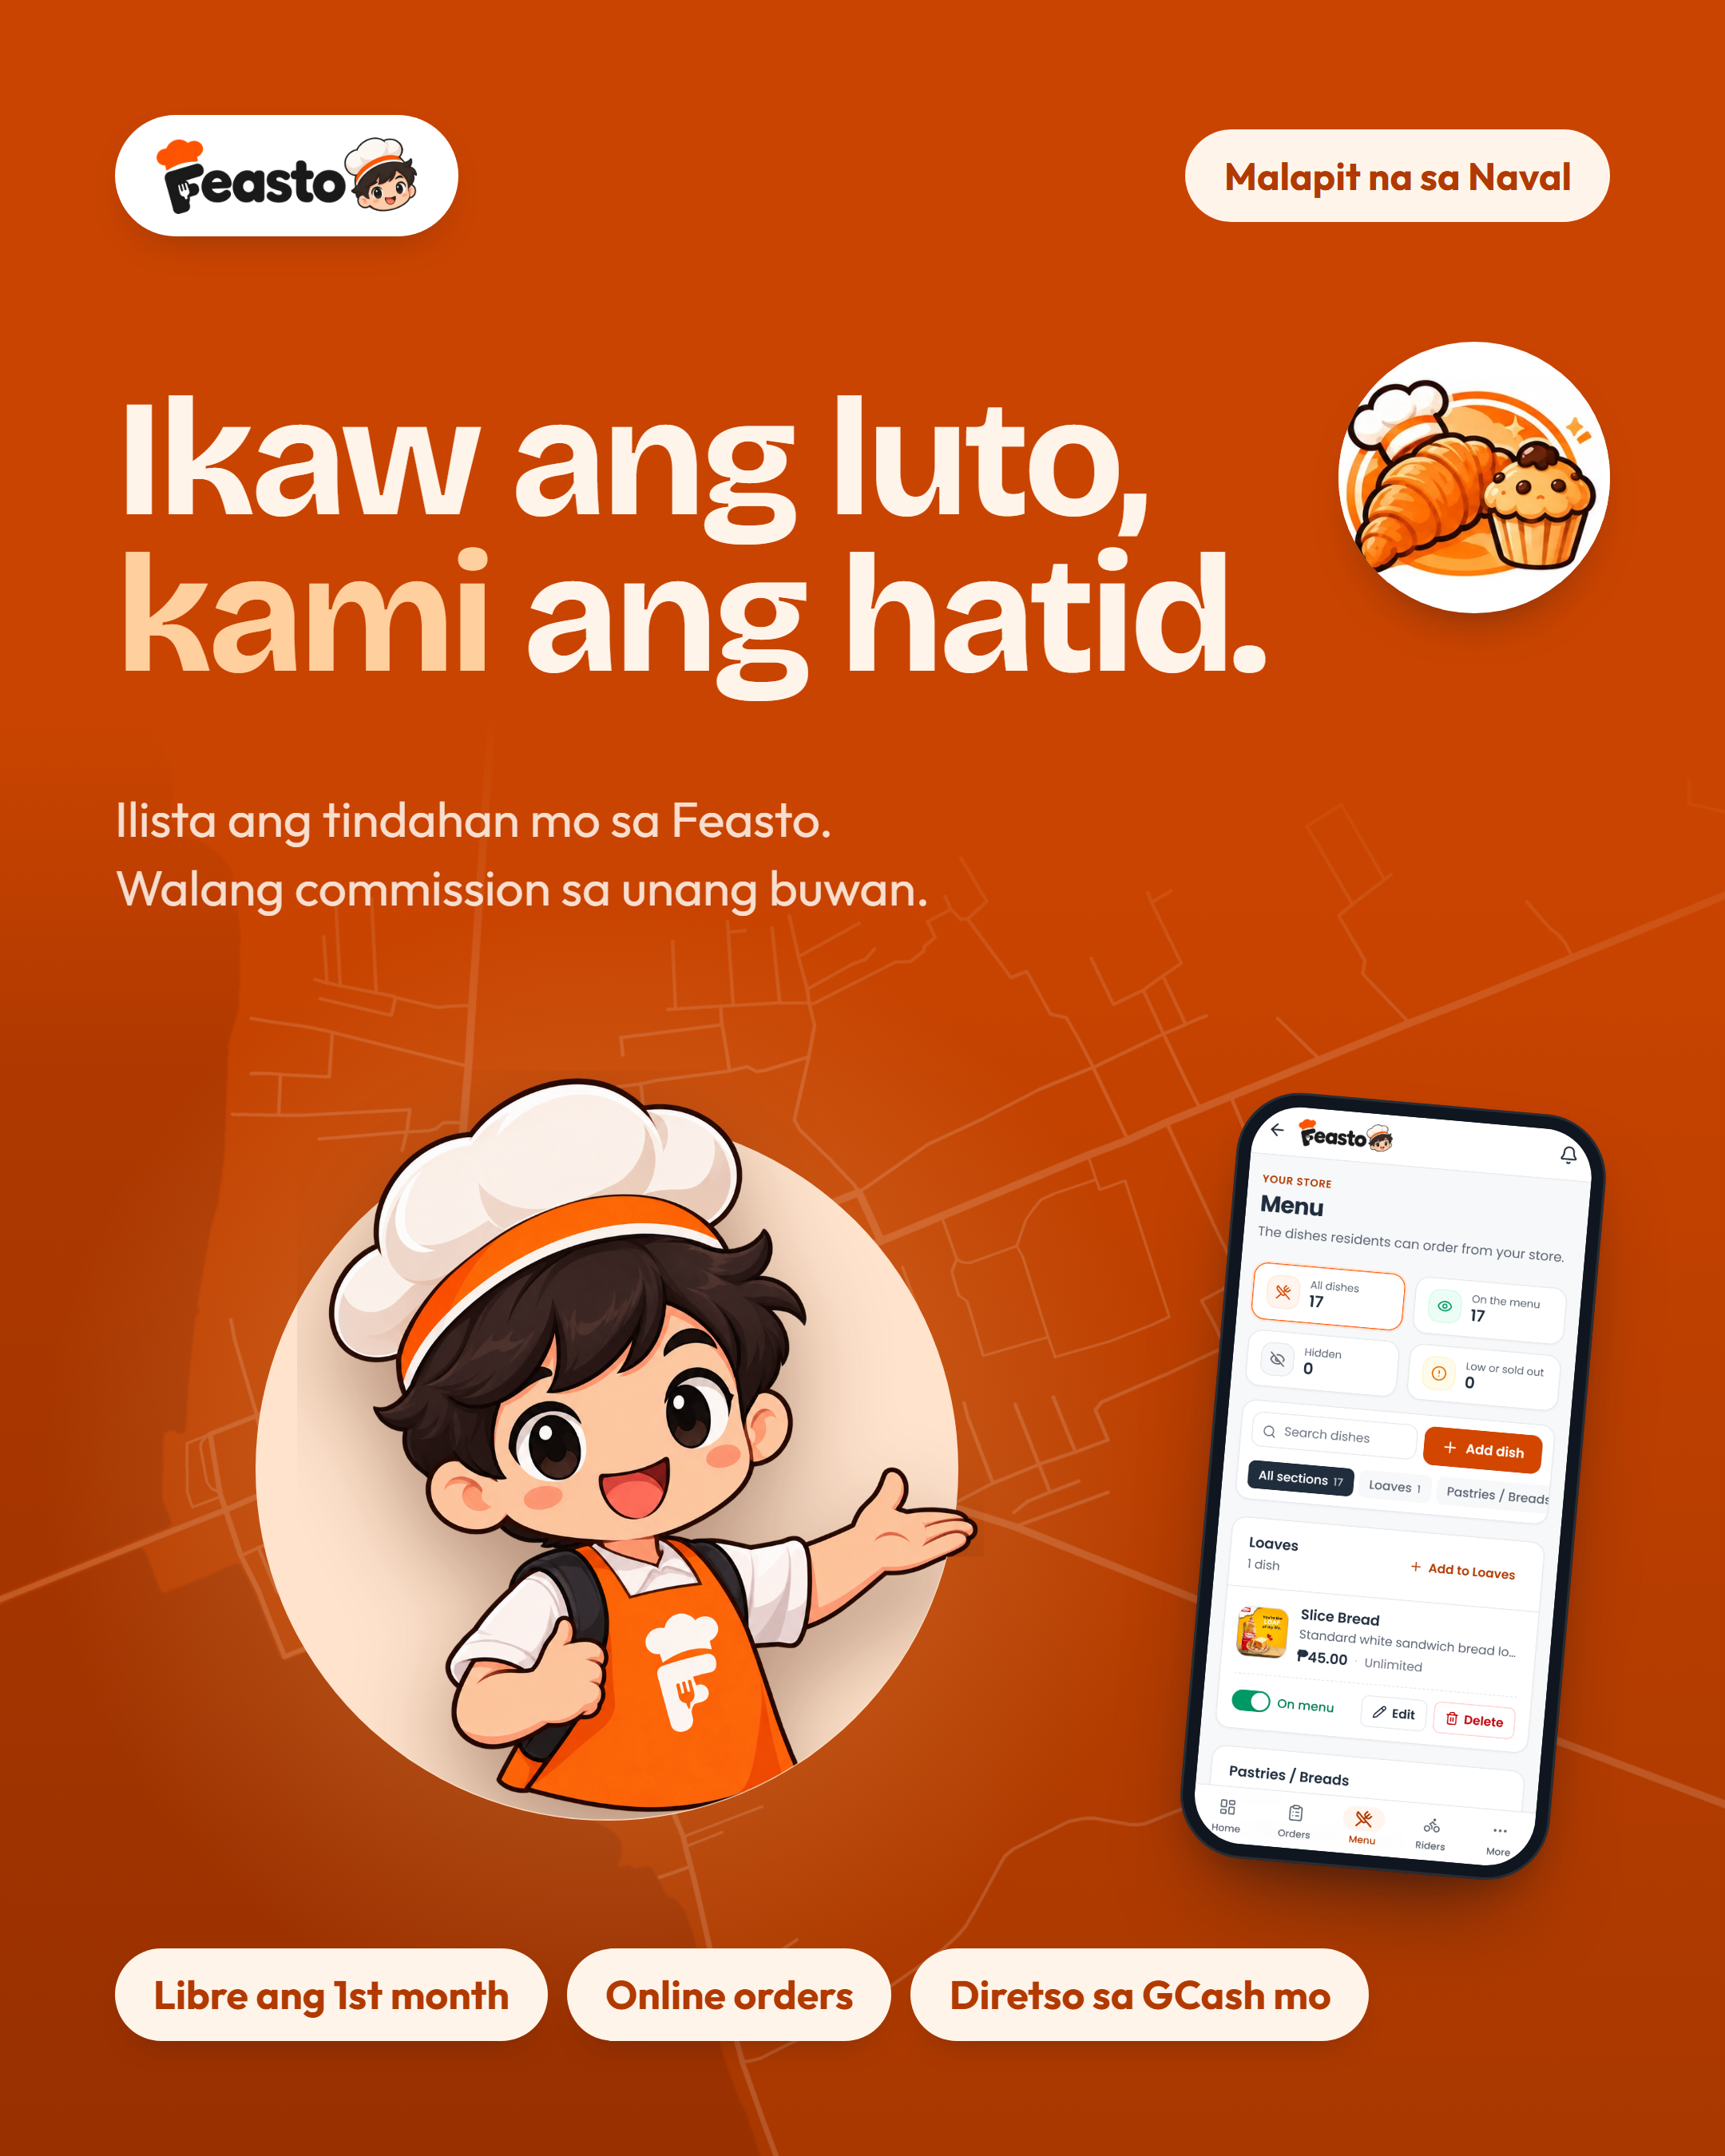 Feasto
Malapit na sa Naval
Ikaw ang luto,
kami ang hatid.
Ilista ang tindahan mo sa Feasto.
Walang commission sa unang buwan.
Feasto
YOUR STORE
Menu
The dishes residents can order from your store.
All dishes
17
On the menu
17
Hidden
0
Low or sold out
0
Search dishes
+ Add dish
All sections 17
Loaves 1
Pastries / Breads
Loaves
1 dish
+ Add to Loaves
Slice Bread
Standard white sandwich bread lo...
₱45.00 · Unlimited
On menu
Edit
Delete
Pastries / Breads
Home
Orders
Menu
Riders
More
F
Libre ang 1st month
Online orders
Diretso sa GCash mo